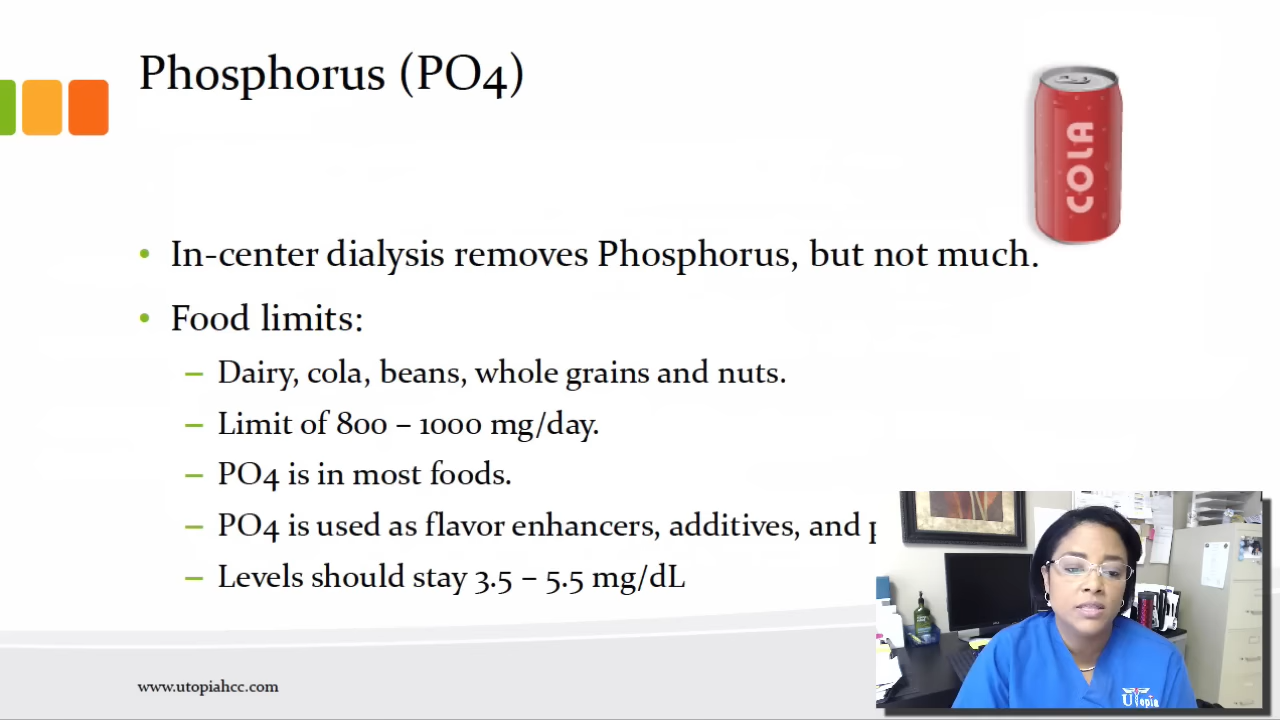 Phosphorus (PO4)
COLA
• In-center dialysis removes Phosphorus, but not much.
• Food limits:
– Dairy, cola, beans, whole grains and nuts.
– Limit of 800 – 1000 mg/day.
– PO4 is in most foods.
– PO4 is used as flavor enhancers, additives, and
– Levels should stay 3.5 – 5.5 mg/dL
www.utopiahcc.com
Utopia